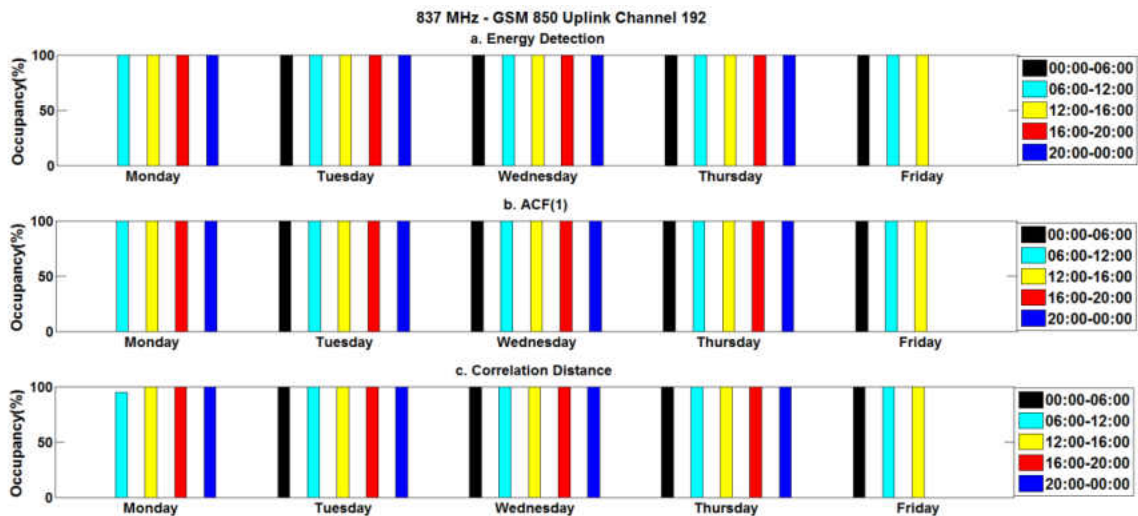 837 MHz - GSM 850 Uplink Channel 192
a. Energy Detection
Occupancy(%)
100
50
0
Monday Tuesday Wednesday Thursday Friday
00:00-06:00
06:00-12:00
12:00-16:00
16:00-20:00
20:00-00:00
b. ACF(1)
Occupancy(%)
100
50
0
Monday Tuesday Wednesday Thursday Friday
00:00-06:00
06:00-12:00
12:00-16:00
16:00-20:00
20:00-00:00
c. Correlation Distance
Occupancy(%)
100
50
0
Monday Tuesday Wednesday Thursday Friday
00:00-06:00
06:00-12:00
12:00-16:00
16:00-20:00
20:00-00:00